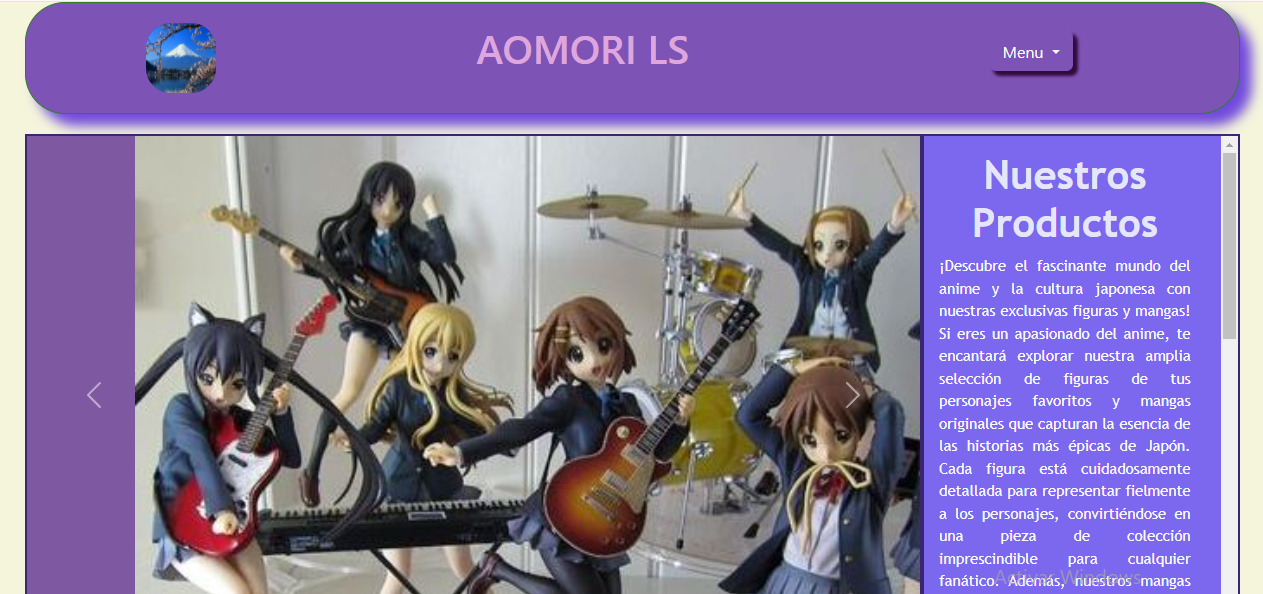 AOMORI LS
Menu
Nuestros
Productos
¡Descubre el fascinante mundo del
anime y la cultura japonesa con
nuestras exclusivas figuras y mangas!
Si eres un apasionado del anime, te
encantará explorar nuestra amplia
selección de figuras de tus
personajes favoritos y mangas
originales que capturan la esencia de
las historias más épicas de Japón.
Cada figura está cuidadosamente
detallada para representar fielmente
a los personajes, convirtiéndose en
una pieza de colección
imprescindible para cualquier
fanático. Además, nuestros mangas
Activar Windows